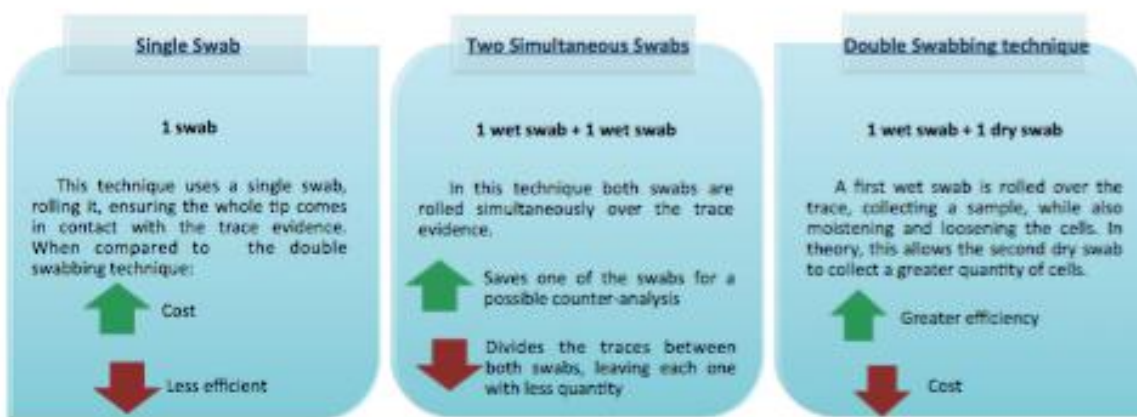 Single Swab
1 swab
This technique uses a single swab,
rolling it, ensuring the whole tip comes
in contact with the trace evidence.
When compared to the double
swabbing technique:
Cost
Less efficient
Two Simultaneous Swabs
1 wet swab + 1 wet swab
In this technique both swabs are
rolled simultaneously over the trace
evidence.
Saves one of the swabs for a
possible counter-analysis
Divides the traces between
both swabs, leaving each one
with less quantity
Double Swabbing technique
1 wet swab + 1 dry swab
A first wet swab is rolled over the
trace, collecting a sample, while also
moistening and loosening the cells. In
theory, this allows the second dry swab
to collect a greater quantity of cells.
Greater efficiency
Cost